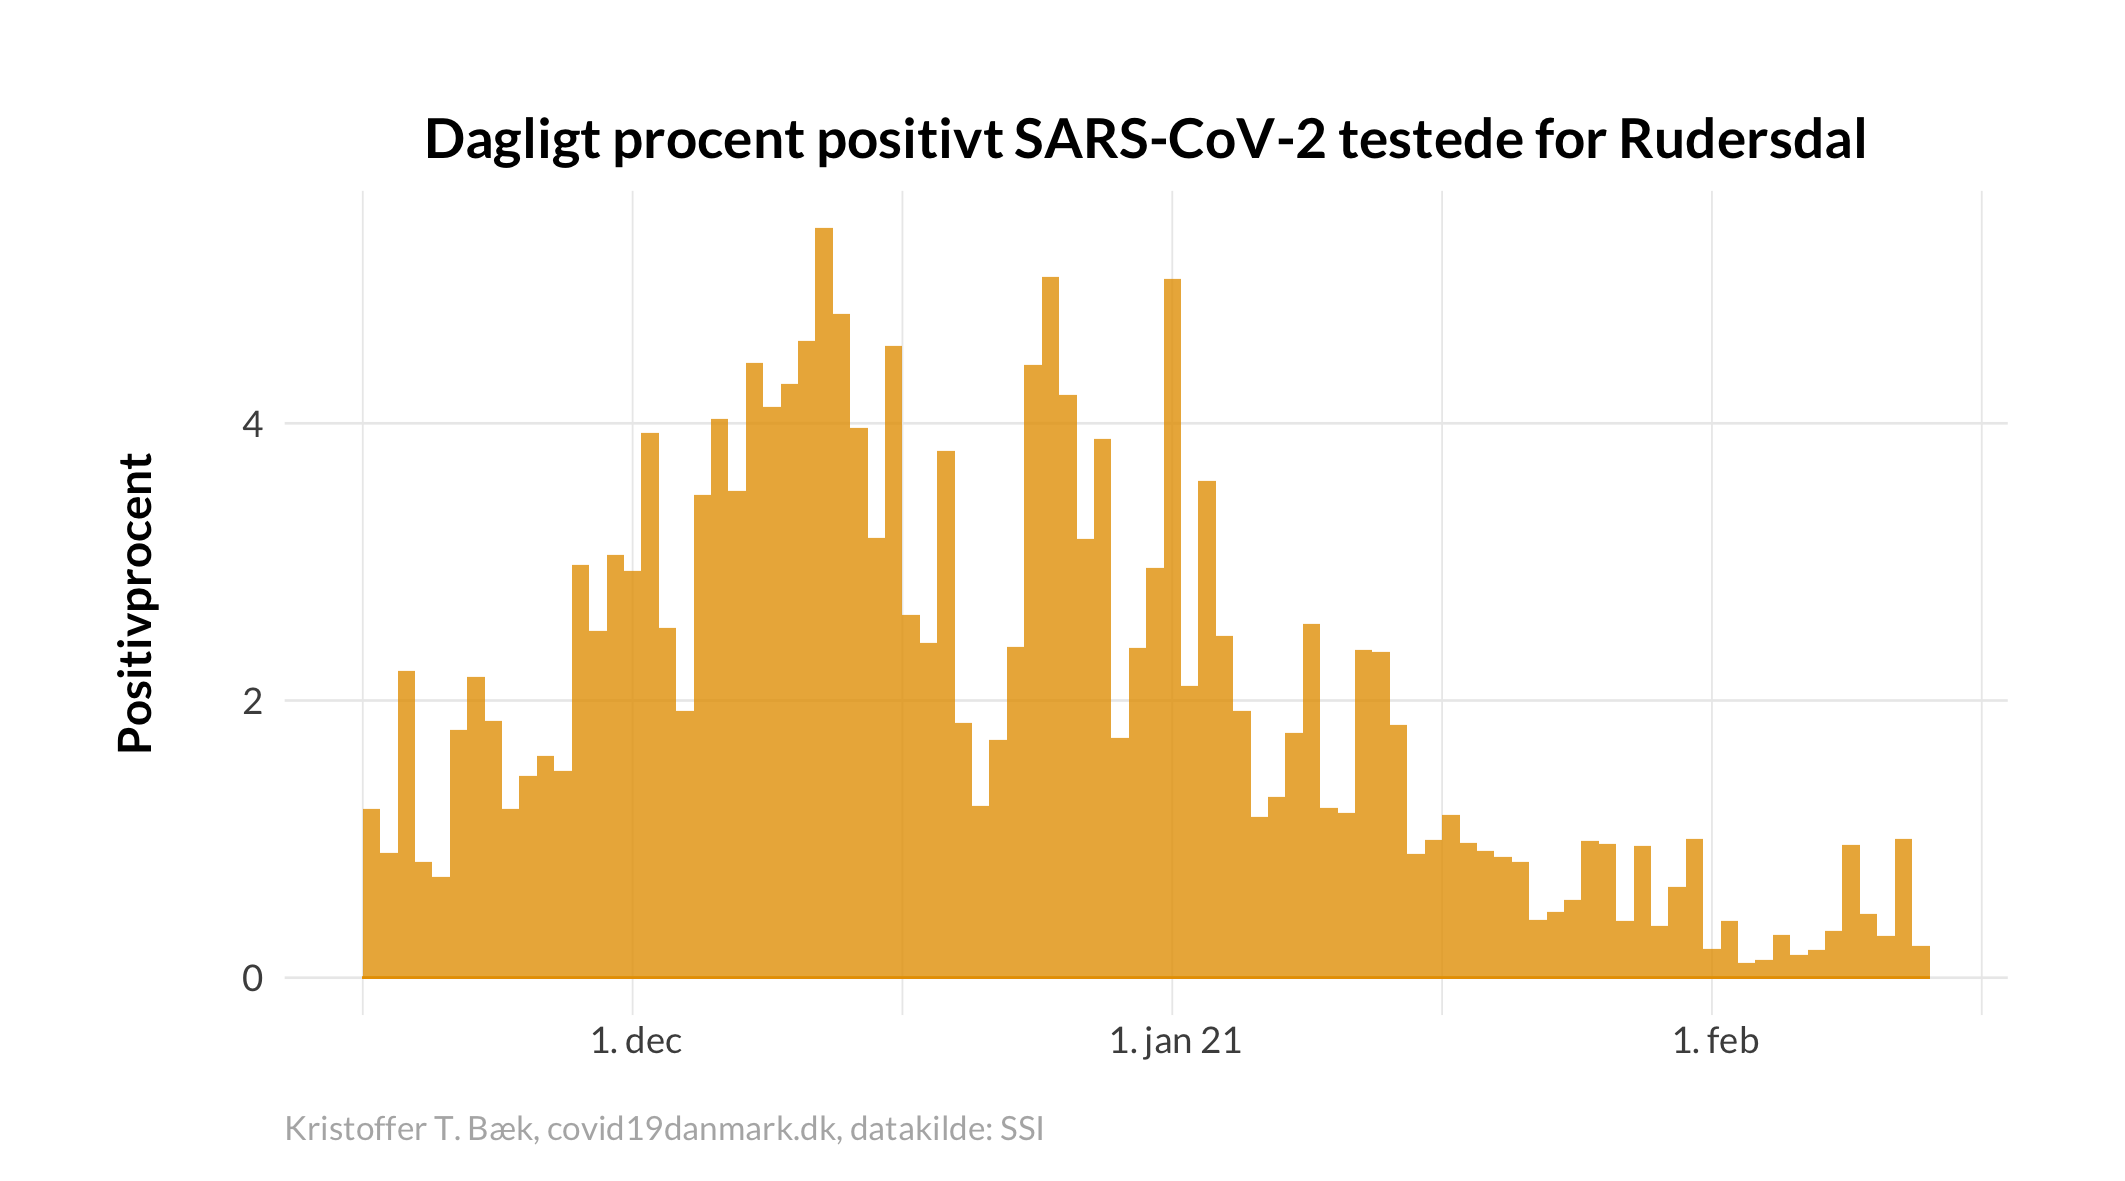 Dagligt procent positivt SARS-CoV-2 testede for Rudersdal
Positivprocent
4
2
0
1. dec
1. jan 21
1. feb
Kristoffer T. Bæk, covid19danmark.dk, datakilde: SSI